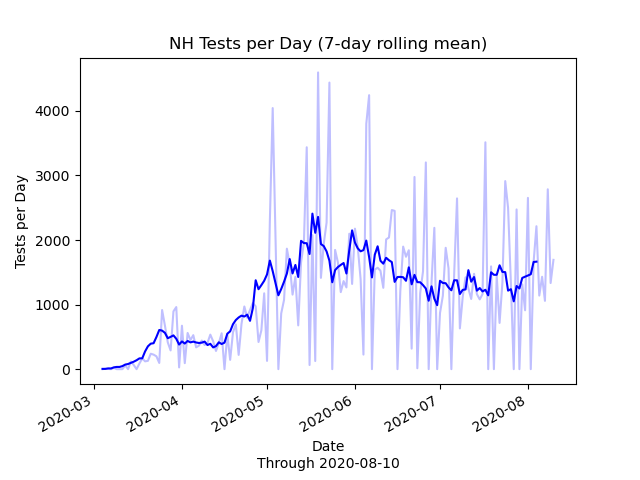 NH Tests per Day (7-day rolling mean)
Tests per Day
4000
3000
2000
1000
0
2020-03
2020-04
2020-05
2020-06
2020-07
2020-08
Date
Through 2020-08-10